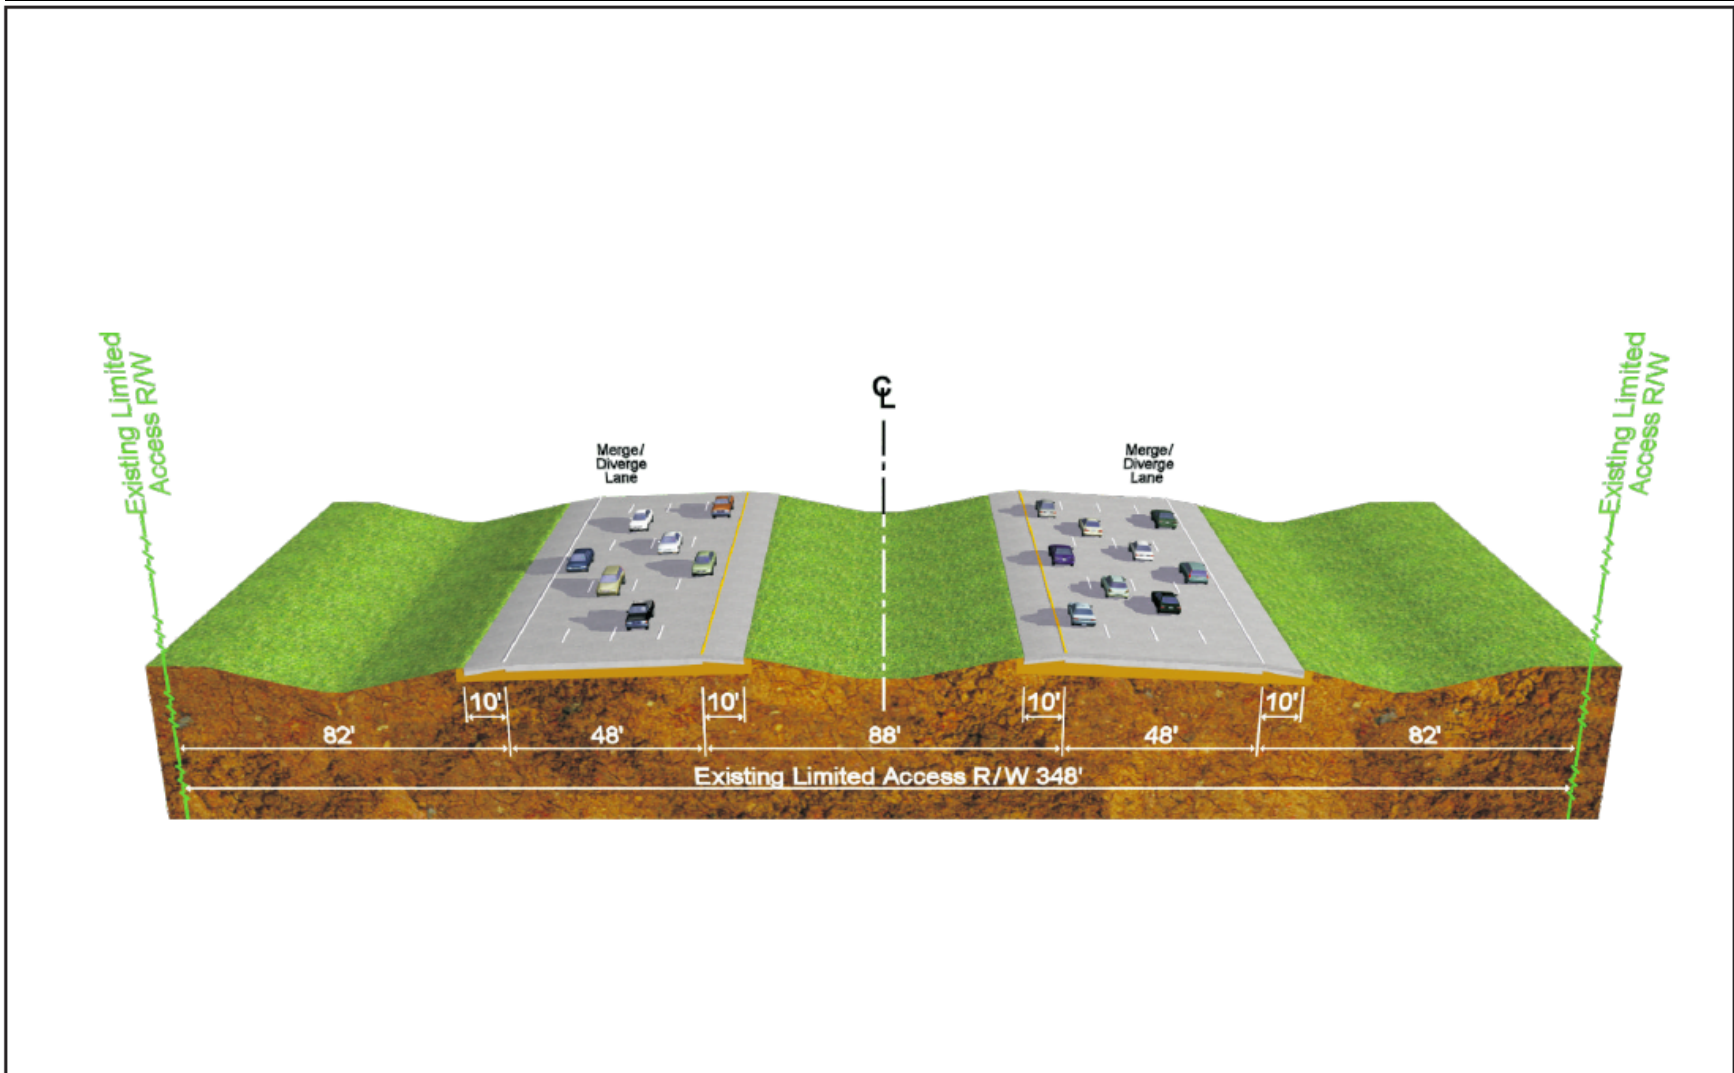 Existing Limited
Access R/W
Existing Limited
Access R/W
℄
Merge/
Diverge
Lane
Merge/
Diverge
Lane
10'
10'
10'
10'
82'
48'
88'
48'
82'
Existing Limited Access R/W 348'